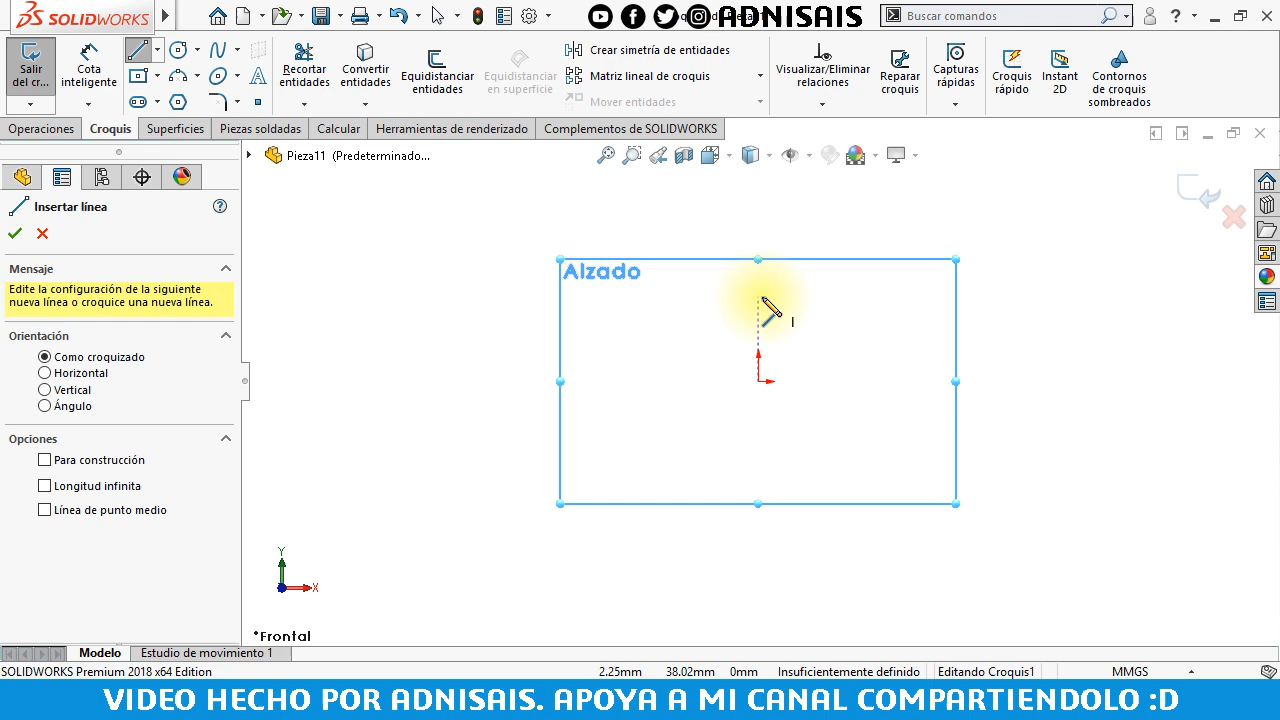 SOLIDWORKS
ADNISAIS
Buscar comandos
Salir del cr...
Cota inteligente
Recortar entidades
Convertir entidades
Equidistanciar entidades
Equidistanciar en superficie
Crear simetría de entidades
Matriz lineal de croquis
Mover entidades
Visualizar/Eliminar relaciones
Reparar croquis
Capturas rápidas
Croquis rápido
Instant 2D
Contornos de croquis sombreados
Operaciones
Croquis
Superficies
Piezas soldadas
Calcular
Herramientas de renderizado
Complementos de SOLIDWORKS
Pieza11 (Predeterminado...
Insertar línea
Mensaje
Edite la configuración de la siguiente
nueva línea o croquice una nueva línea.
Orientación
Como croquizado
Horizontal
Vertical
Ángulo
Opciones
Para construcción
Longitud infinita
Línea de punto medio
Alzado
Y
X
*Frontal
Modelo
Estudio de movimiento 1
SOLIDWORKS Premium 2018 x64 Edition
2.25mm
38.02mm
0mm
Insuficientemente definido
Editando Croquis1
MMGS
VIDEO HECHO POR ADNISAIS. APOYA A MI CANAL COMPARTIENDOLO :D